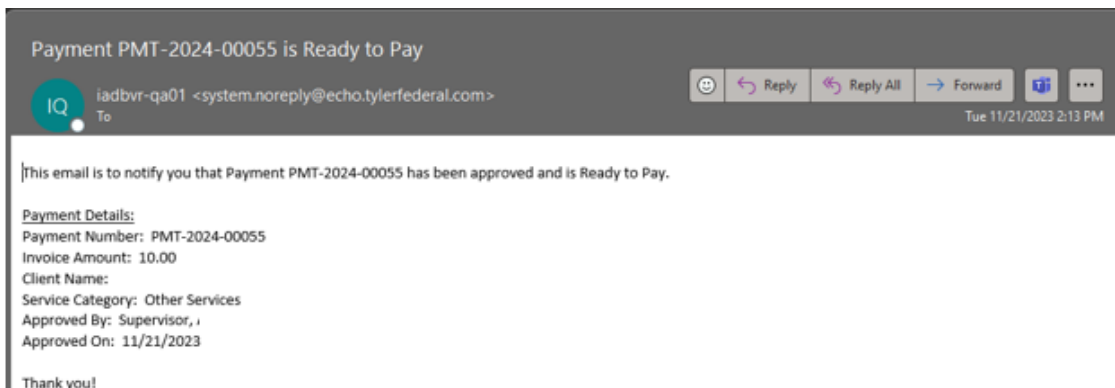 Payment PMT-2024-00055 is Ready to Pay
IQ
iadbvr-qa01 <system.noreply@echo.tylerfederal.com>
To
Reply
Reply All
Forward
Tue 11/21/2023 2:13 PM
This email is to notify you that Payment PMT-2024-00055 has been approved and is Ready to Pay.
Payment Details:
Payment Number: PMT-2024-00055
Invoice Amount: 10.00
Client Name:
Service Category: Other Services
Approved By: Supervisor,
Approved On: 11/21/2023
Thank you!